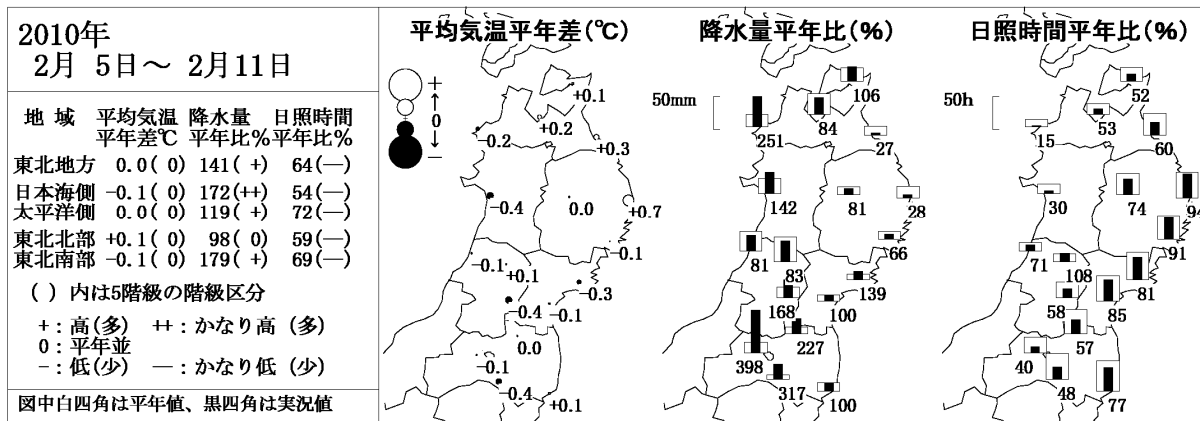 2010年
2月 5日～ 2月11日
地 域 平均気温 降水量 日照時間
平年差℃ 平年比% 平年比%
東北地方 0.0( 0) 141( +) 64(―)
日本海側 −0.1( 0) 172(++) 54(―)
太平洋側 0.0( 0) 119( +) 72(―)
東北北部 +0.1( 0) 98( 0) 59(―)
東北南部 −0.1( 0) 179( +) 69(―)
( ) 内は5階級の階級区分
+：高(多) ++：かなり高 (多)
0：平年並
−：低(少) ―：かなり低 (少)
図中白四角は平年値、黒四角は実況値
平均気温平年差(℃)
+
↑
0
↓
−
+0.1
+0.2
−0.2
+0.3
−0.4
0.0
+0.7
−0.1
−0.1
+0.1
−0.3
−0.4
−0.1
0.0
−0.1
−0.4
+0.1
降水量平年比(%)
50mm
106
84
251
27
142
81
28
66
81
83
139
168
100
227
398
317
100
日照時間平年比(%)
50h
52
53
15
60
30
74
94
91
71
108
81
58
85
57
40
48
77